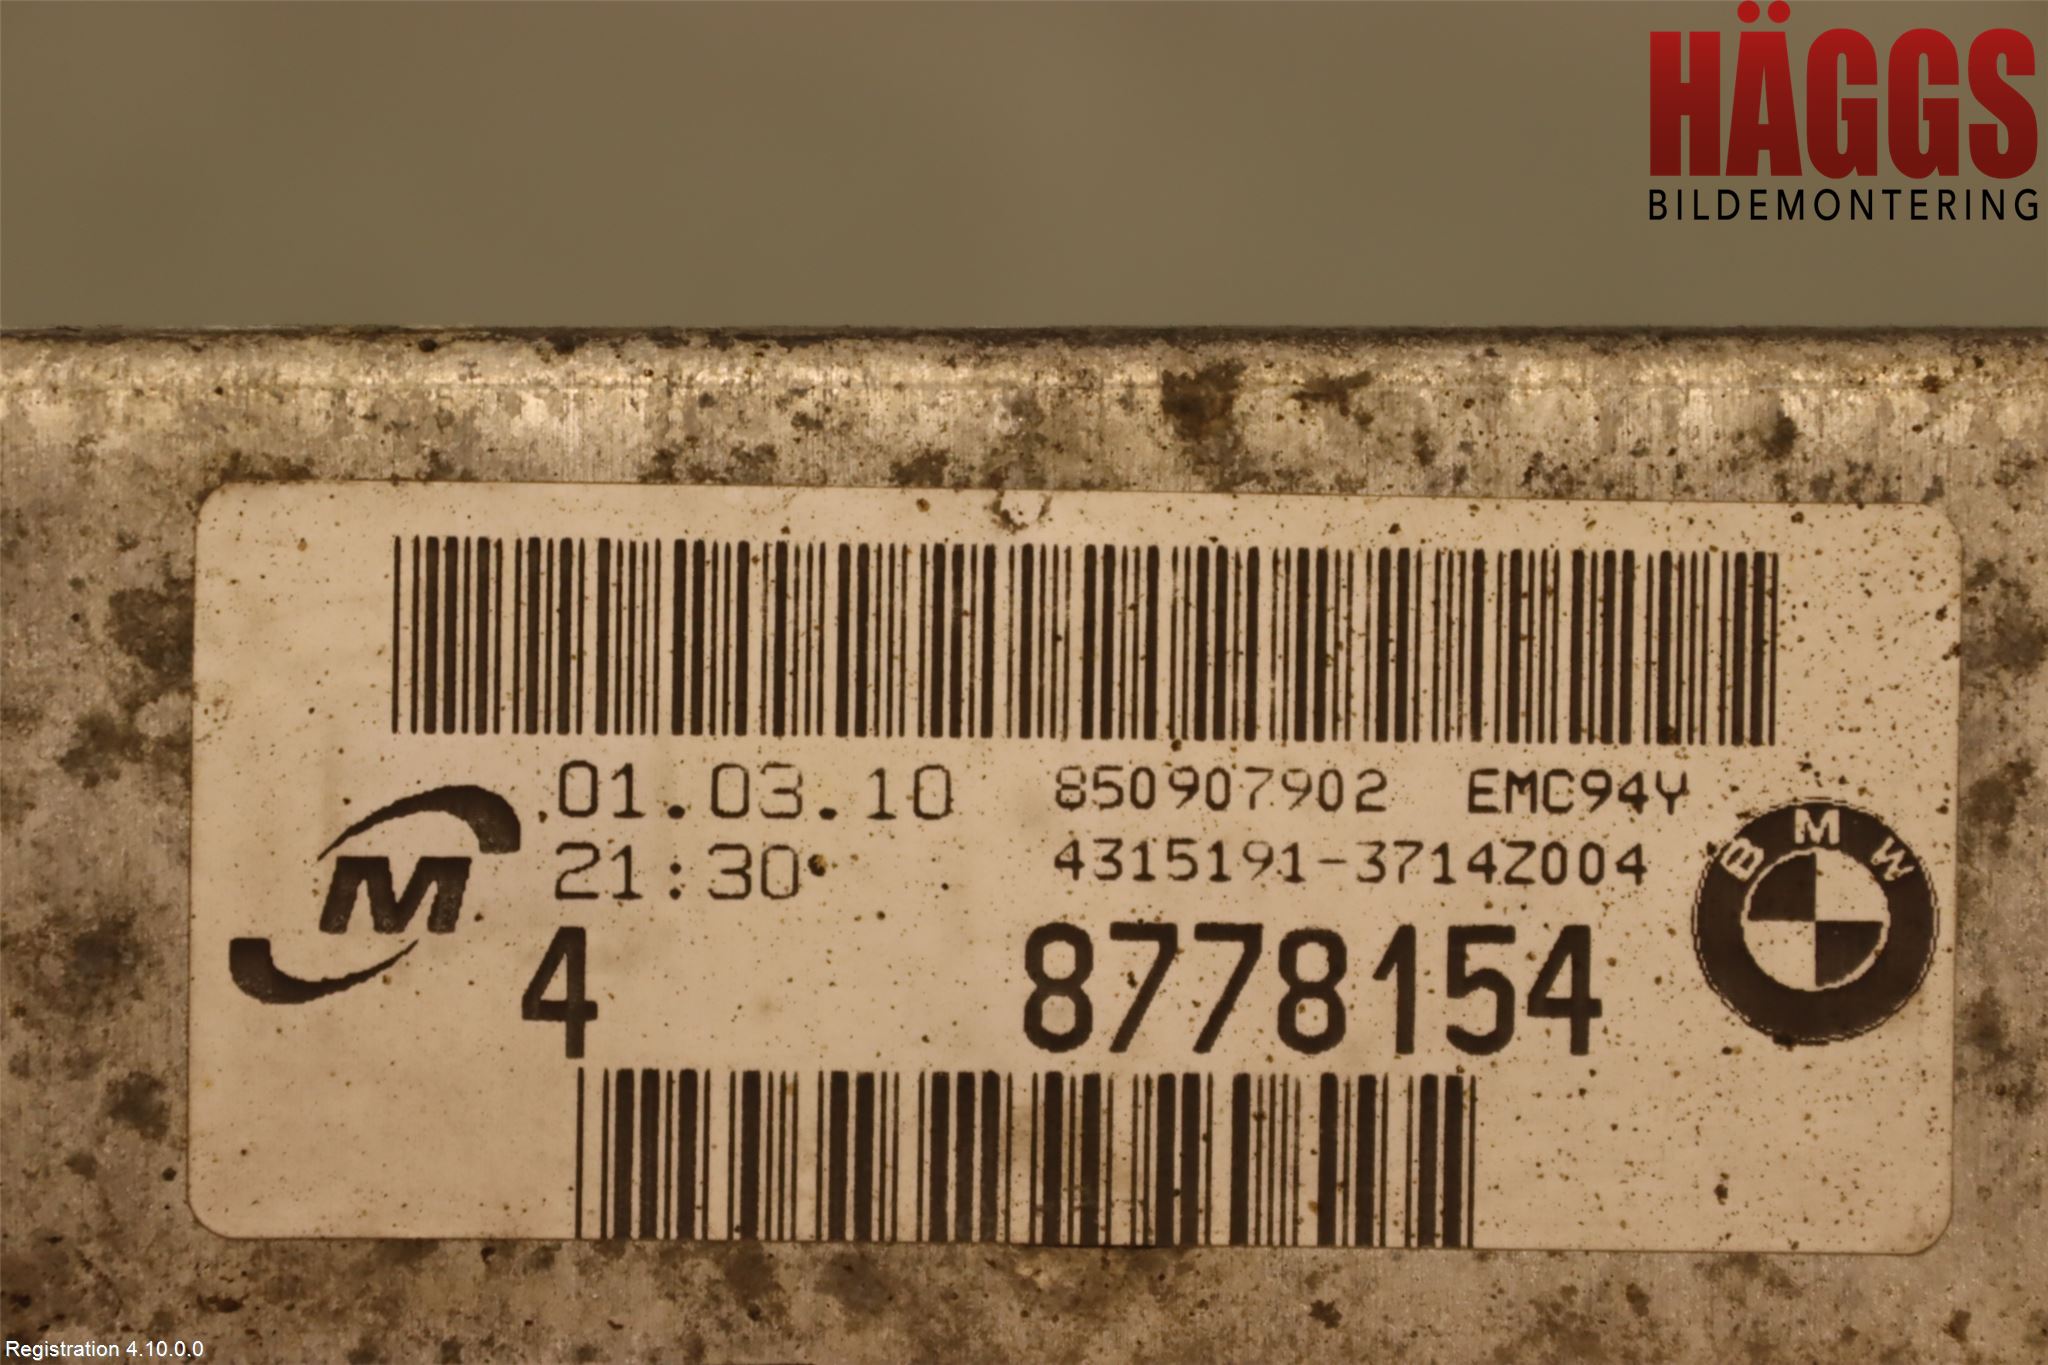 HÄGGS
BILDEMONTERING
01.03.10 850907902 EMC94Y
21:30 4315191-3714Z004
M
4 8778154
BMW
Registration 4.10.0.0